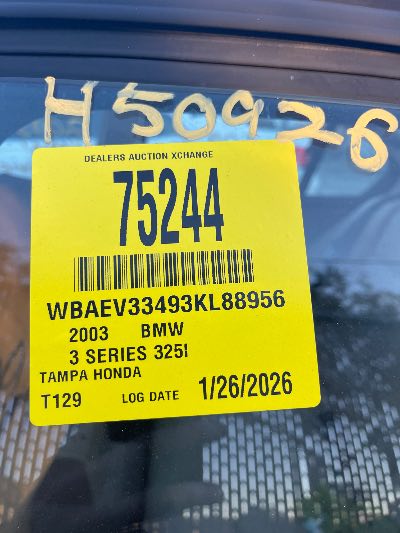 H50926
DEALERS AUCTION XCHANGE
75244
WBAEV33493KL88956
2003 BMW
3 SERIES 325I
TAMPA HONDA
T129 LOG DATE 1/26/2026